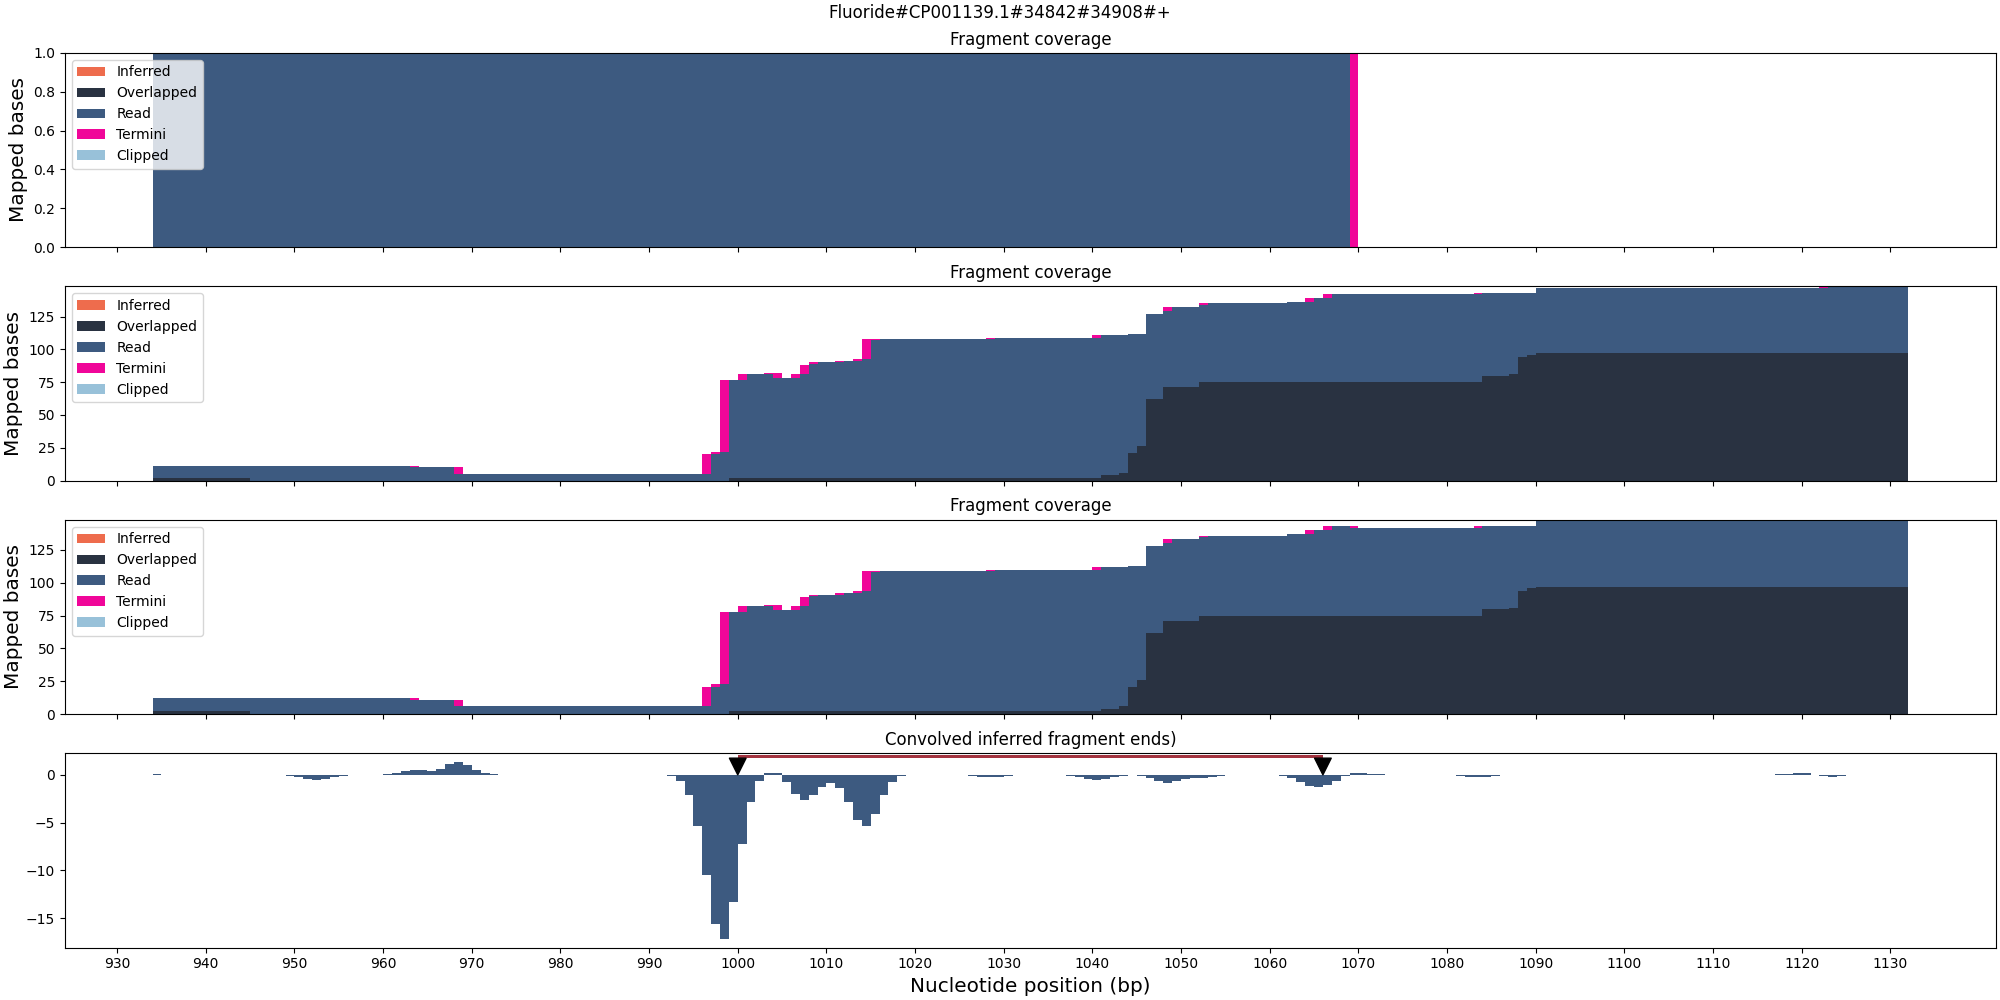 Fluoride#CP001139.1#34842#34908#+
Fragment coverage
Mapped bases
1.0
0.8
0.6
0.4
0.2
0.0
Inferred
Overlapped
Read
Termini
Clipped
Fragment coverage
Mapped bases
125
100
75
50
25
0
Inferred
Overlapped
Read
Termini
Clipped
Fragment coverage
Mapped bases
125
100
75
50
25
0
Inferred
Overlapped
Read
Termini
Clipped
Convolved inferred fragment ends)
0
−5
−10
−15
930 940 950 960 970 980 990 1000 1010 1020 1030 1040 1050 1060 1070 1080 1090 1100 1110 1120 1130
Nucleotide position (bp)